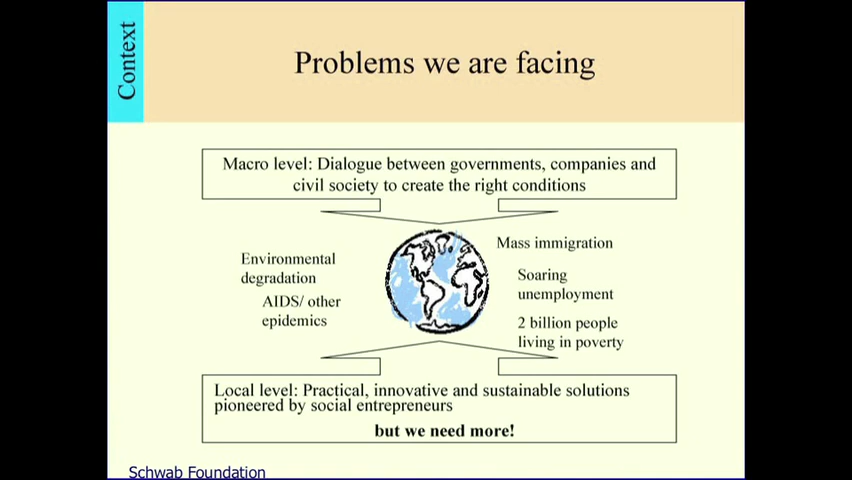 Context
Problems we are facing
Macro level: Dialogue between governments, companies and
civil society to create the right conditions
Environmental
degradation
AIDS/ other
epidemics
Mass immigration
Soaring
unemployment
2 billion people
living in poverty
Local level: Practical, innovative and sustainable solutions
pioneered by social entrepreneurs
but we need more!
Schwab Foundation